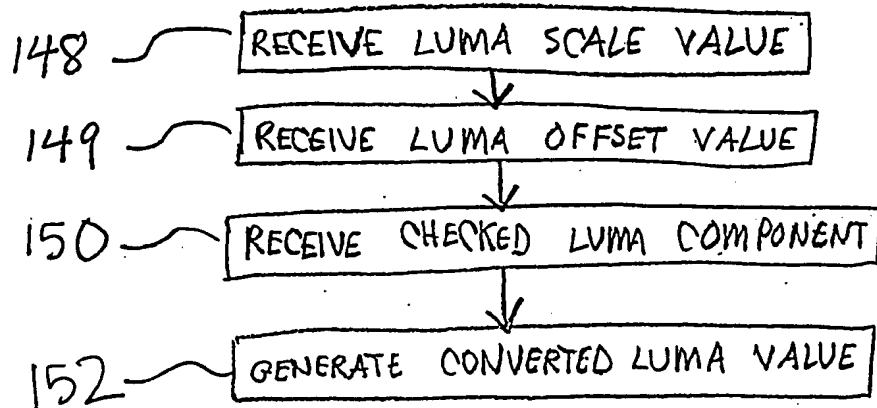 148 RECEIVE LUMA SCALE VALUE
149 RECEIVE LUMA OFFSET VALUE
150 RECEIVE CHECKED LUMA COMPONENT
152 GENERATE CONVERTED LUMA VALUE